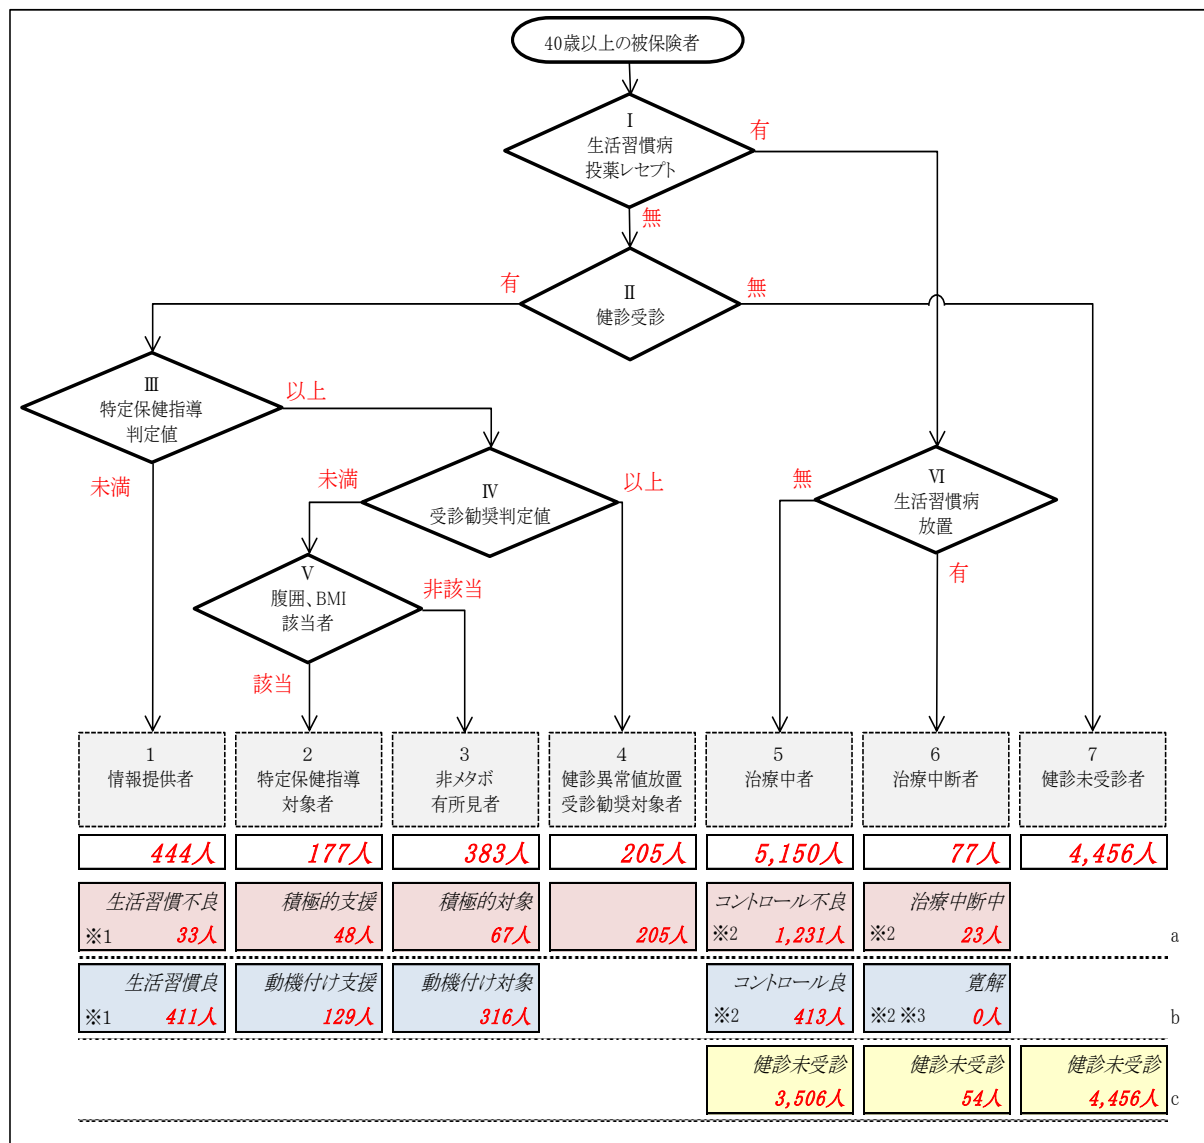 40歳以上の被保険者
Ⅰ
生活習慣病
投薬レセプト
有
無
Ⅱ
健診受診
有
無
Ⅲ
特定保健指導
判定値
以上
未満
Ⅳ
受診勧奨判定値
未満
以上
Ⅴ
腹囲、BMI
該当者
非該当
該当
Ⅵ
生活習慣病
放置
無
有
1
情報提供者
2
特定保健指導
対象者
3
非メタボ
有所見者
4
健診異常値放置
受診勧奨対象者
5
治療中者
6
治療中断者
7
健診未受診者
444人
177人
383人
205人
5,150人
77人
4,456人
生活習慣不良
※1 33人
積極的支援
48人
積極的対象
67人
205人
コントロール不良
※2 1,231人
治療中断中
※2 23人
a
生活習慣良
※1 411人
動機付け支援
129人
動機付け対象
316人
コントロール良
※2 413人
寛解
※2 ※3 0人
b
健診未受診
3,506人
健診未受診
54人
健診未受診
4,456人
c